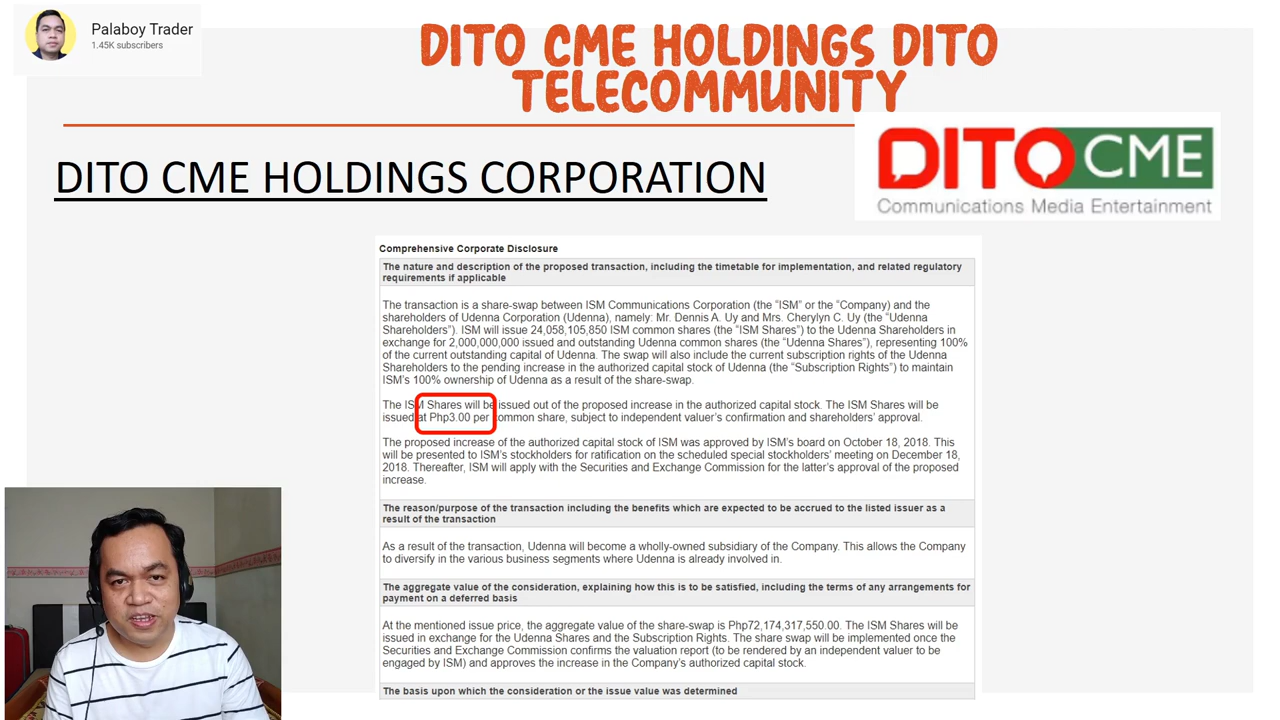 Palaboy Trader
1.45K subscribers
DITO CME HOLDINGS DITO
TELECOMMUNITY
DITO CME
Communications Media Entertainment
DITO CME HOLDINGS CORPORATION
Comprehensive Corporate Disclosure
The nature and description of the proposed transaction, including the timetable for implementation, and related regulatory
requirements if applicable
The transaction is a share-swap between ISM Communications Corporation (the “ISM” or the “Company) and the
shareholders of Udenna Corporation (Udenna), namely: Mr. Dennis A. Uy and Mrs. Cherylyn C. Uy (the “Udenna
Shareholders”). ISM will issue 24,058,105,850 ISM common shares (the “ISM Shares”) to the Udenna Shareholders in
exchange for 2,000,000,000 issued and outstanding Udenna common shares (the “Udenna Shares”), representing 100%
of the current outstanding capital of Udenna. The swap will also include the current subscription rights of the Udenna
Shareholders to the pending increase in the authorized capital stock of Udenna (the “Subscription Rights”) to maintain
ISM’s 100% ownership of Udenna as a result of the share-swap.
The ISM Shares will be issued out of the proposed increase in the authorized capital stock. The ISM Shares will be
issued at Php3.00 per common share, subject to independent valuer’s confirmation and shareholders’ approval.
The proposed increase of the authorized capital stock of ISM was approved by ISM’s board on October 18, 2018. This
will be presented to ISM’s stockholders for ratification on the scheduled special stockholders’ meeting on December 18,
2018. Thereafter, ISM will apply with the Securities and Exchange Commission for the latter’s approval of the proposed
increase.
The reason/purpose of the transaction including the benefits which are expected to be accrued to the listed issuer as a
result of the transaction
As a result of the transaction, Udenna will become a wholly-owned subsidiary of the Company. This allows the Company
to diversify in the various business segments where Udenna is already involved in.
The aggregate value of the consideration, explaining how this is to be satisfied, including the terms of any arrangements for
payment on a deferred basis
At the mentioned issue price, the aggregate value of the share-swap is Php72,174,317,550.00. The ISM Shares will be
issued in exchange for the Udenna Shares and the Subscription Rights. The share swap will be implemented once the
Securities and Exchange Commission confirms the valuation report (to be rendered by an independent valuer to be
engaged by ISM) and approves the increase in the Company’s authorized capital stock.
The basis upon which the consideration or the issue value was determined